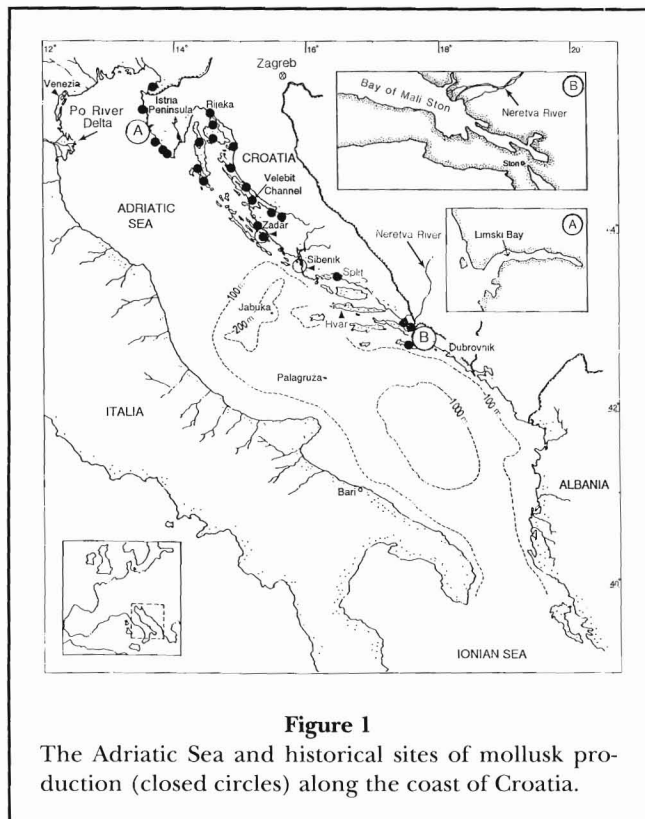 12°
14°
16°
18°
20°
Zagreb
Venezia
Istria
Peninsula
Rijeka
Po River
Delta
A
CROATIA
Velebit
Channel
ADRIATIC
SEA
Zadar
Sibenik
Split
Neretva River
Jabuka
-100 m
-200 m
Hvar
B
Dubrovnik
Palagruza
-100 m
-1000 m
ITALIA
42
ALBANIA
Bari
40
IONIAN SEA
B
Bay of Mali Ston
Neretva River
Ston
A
Limski Bay
Figure 1
The Adriatic Sea and historical sites of mollusk pro-
duction (closed circles) along the coast of Croatia.